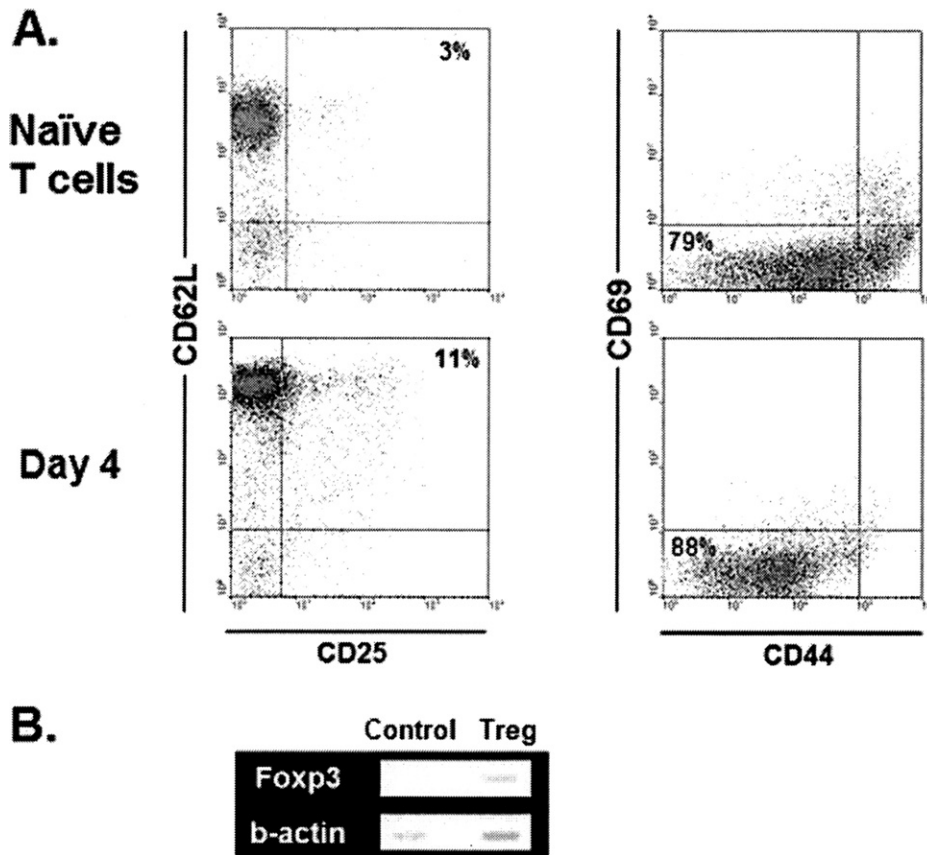 A.
Naïve
T cells
CD62L
3%
CD69
79%
Day 4
11%
88%
CD25
CD44
B.
Control Treg
Foxp3
b-actin